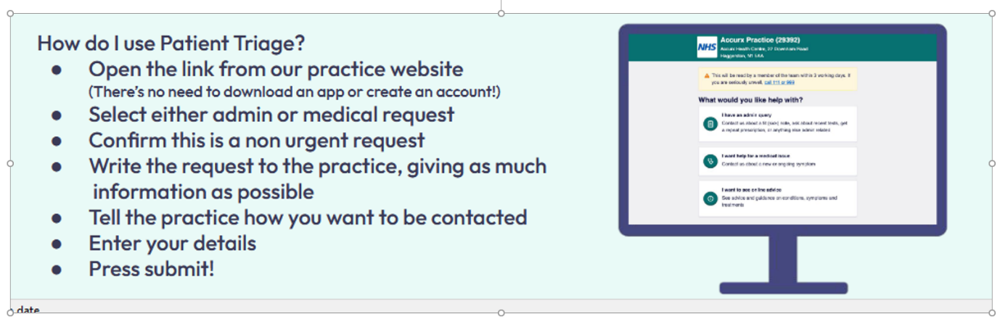 How do I use Patient Triage?
● Open the link from our practice website
(There's no need to download an app or create an account!)
● Select either admin or medical request
● Confirm this is a non urgent request
● Write the request to the practice, giving as much
information as possible
● Tell the practice how you want to be contacted
● Enter your details
● Press submit!
NHS
Accurx Practice (29392)
Accurx Health Centre, 27 Downham Road
Haggerston, N1 5AA
This will be read by a member of the team within 3 working days. If
you are seriously unwell, call 111 or 999
What would you like help with?
I have an admin query
Contact us about a fit (sick) note, ask about recent tests, get
a repeat prescription, or anything else admin related.
I want help for a medical issue
Contact us about a new or ongoing symptom
I want to see on line advice
See advice and guidance on conditions, symptoms and
treatments
date